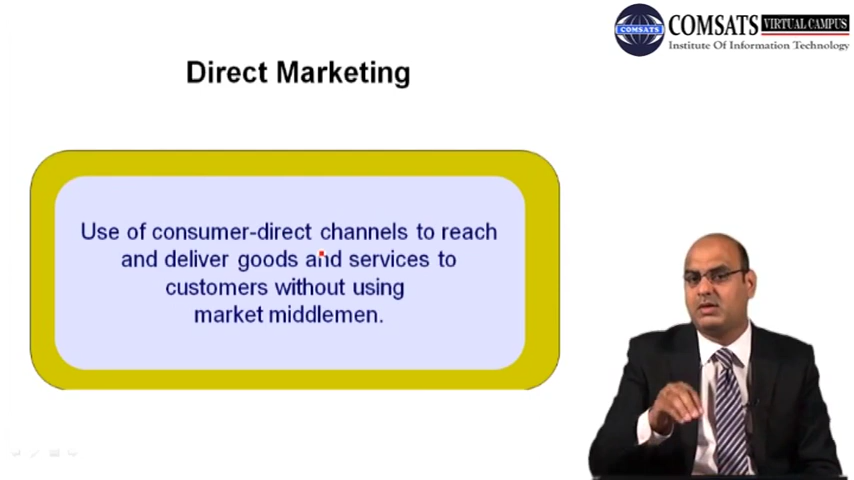 COMSATS VIRTUAL CAMPUS
Institute Of Information Technology
COMSATS
Direct Marketing
Use of consumer-direct channels to reach
and deliver goods and services to
customers without using
market middlemen.